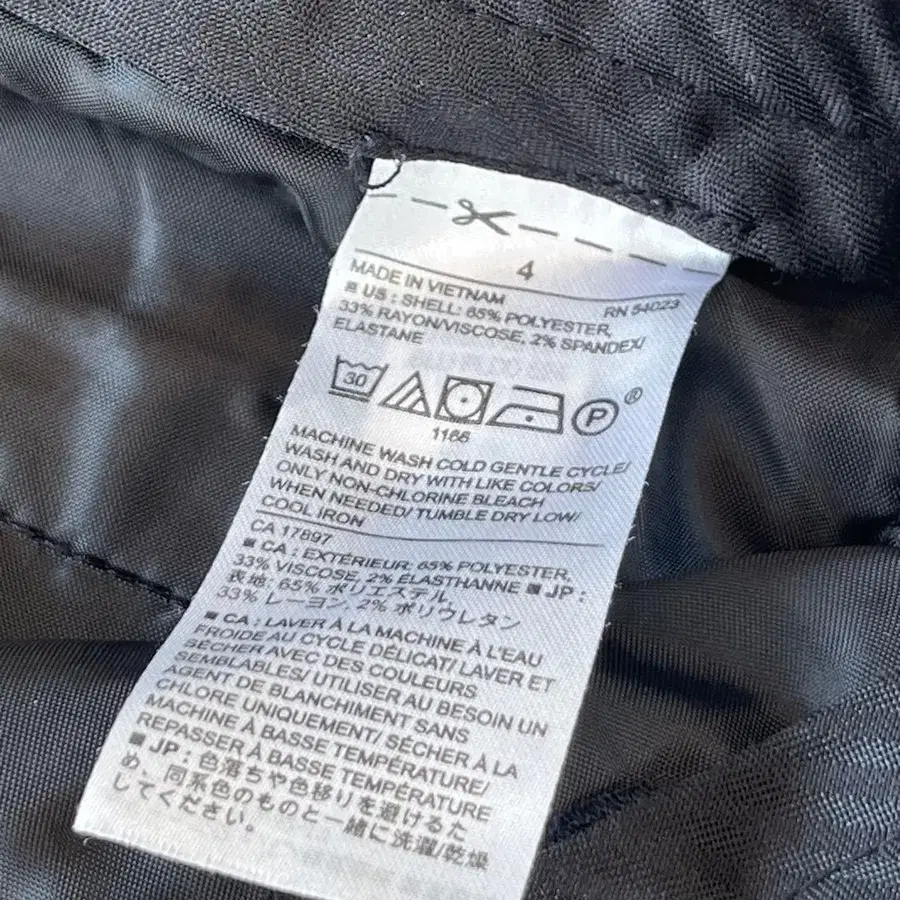 4
MADE IN VIETNAM RN 54023
■ US : SHELL: 65% POLYESTER,
33% RAYON/VISCOSE, 2% SPANDEX/
ELASTANE
30 P ®
1165
MACHINE WASH COLD GENTLE CYCLE/
WASH AND DRY WITH LIKE COLORS/
ONLY NON-CHLORINE BLEACH
WHEN NEEDED/ TUMBLE DRY LOW/
COOL IRON
CA 17897
■ CA : EXTÉRIEUR: 65% POLYESTER,
33% VISCOSE, 2% ÉLASTHANNE ■ JP :
表地: 65% ポリエステル,
33% レーヨン, 2% ポリウレタン
■ CA : LAVER À LA MACHINE À L'EAU
FROIDE AU CYCLE DÉLICAT/ LAVER ET
SÉCHER AVEC DES COULEURS
SEMBLABLES/ UTILISER AU BESOIN UN
AGENT DE BLANCHIMENT SANS
CHLORE UNIQUEMENT/ SÉCHER À LA
MACHINE À BASSE TEMPÉRATURE/
REPASSER À BASSE TEMPÉRATURE
■ JP : 色落ちや色移りを避けるた
め、同系色のものと一緒に洗濯/乾燥
してください。